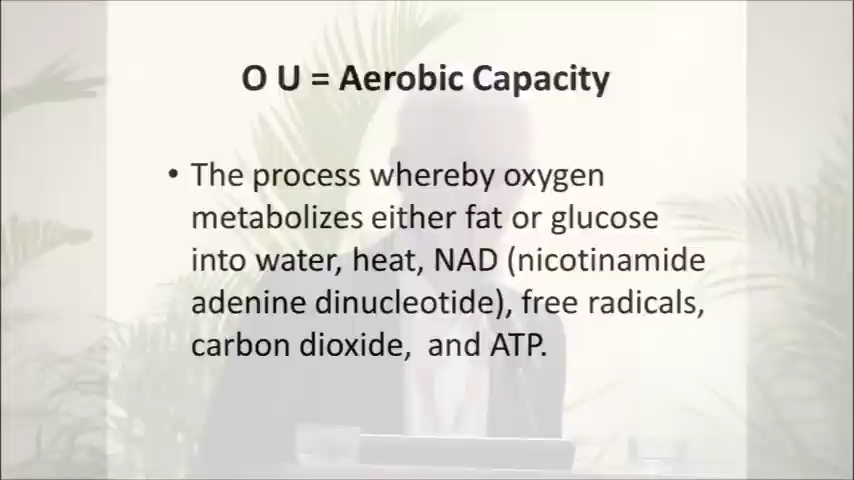 O U = Aerobic Capacity
• The process whereby oxygen
metabolizes either fat or glucose
into water, heat, NAD (nicotinamide
adenine dinucleotide), free radicals,
carbon dioxide, and ATP.